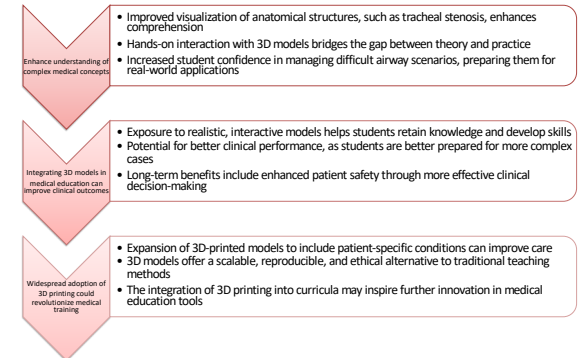 Enhance understanding of
complex medical concepts
• Improved visualization of anatomical structures, such as tracheal stenosis, enhances
comprehension
• Hands-on interaction with 3D models bridges the gap between theory and practice
• Increased student confidence in managing difficult airway scenarios, preparing them for
real-world applications
Integrating 3D models in
medical education can
improve clinical outcomes
• Exposure to realistic, interactive models helps students retain knowledge and develop skills
• Potential for better clinical performance, as students are better prepared for more complex
cases
• Long-term benefits include enhanced patient safety through more effective clinical
decision-making
Widespread adoption of
3D printing could
revolutionize medical
training
• Expansion of 3D-printed models to include patient-specific conditions can improve care
• 3D models offer a scalable, reproducible, and ethical alternative to traditional teaching
methods
• The integration of 3D printing into curricula may inspire further innovation in medical
education tools